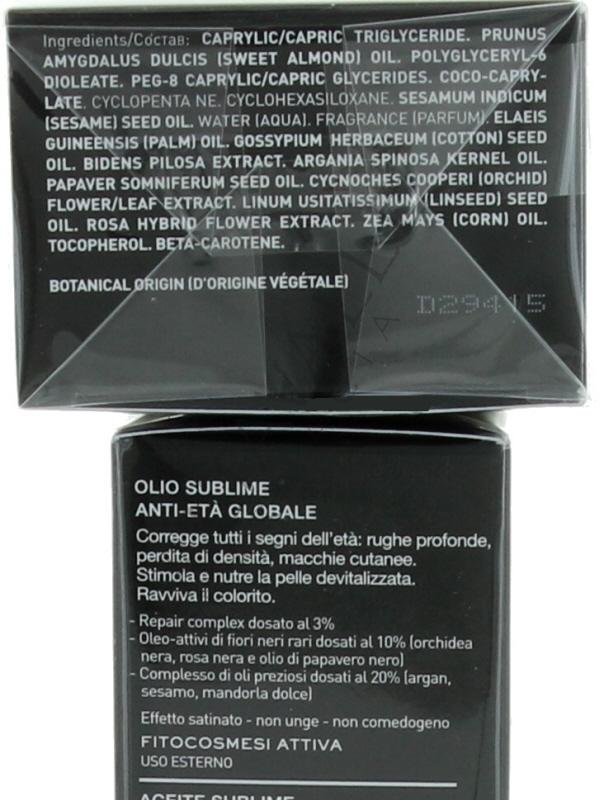 Ingredients/Состав: CAPRYLIC/CAPRIC TRIGLYCERIDE. PRUNUS
AMYGDALUS DULCIS (SWEET ALMOND) OIL. POLYGLYCERYL-6
DIOLEATE. PEG-8 CAPRYLIC/CAPRIC GLYCERIDES. COCO-CAPRY-
LATE. CYCLOPENTA NE. CYCLOHEXASILOXANE. SESAMUM INDICUM
(SESAME) SEED OIL. WATER (AQUA). FRAGRANCE (PARFUM). ELAEIS
GUINEENSIS (PALM) OIL. GOSSYPIUM HERBACEUM (COTTON) SEED
OIL. BIDENS PILOSA EXTRACT. ARGANIA SPINOSA KERNEL OIL.
PAPAVER SOMNIFERUM SEED OIL. CYCNOCHES COOPERI (ORCHID)
FLOWER/LEAF EXTRACT. LINUM USITATISSIMUM (LINSEED) SEED
OIL. ROSA HYBRID FLOWER EXTRACT. ZEA MAYS (CORN) OIL.
TOCOPHEROL. BETA-CAROTENE.
BOTANICAL ORIGIN (D'ORIGINE VÉGÉTALE)
D29415
OLIO SUBLIME
ANTI-ETÀ GLOBALE
Corregge tutti i segni dell'età: rughe profonde,
perdita di densità, macchie cutanee.
Stimola e nutre la pelle devitalizzata.
Ravviva il colorito.
- Repair complex dosato al 3%
- Oleo-attivi di fiori neri rari dosati al 10% (orchidea
nera, rosa nera e olio di papavero nero)
- Complesso di oli preziosi dosati al 20% (argan,
sesamo, mandorla dolce)
Effetto satinato - non unge - non comedogeno
FITOCOSMESI ATTIVA
USO ESTERNO
ACEITE SUBLIME